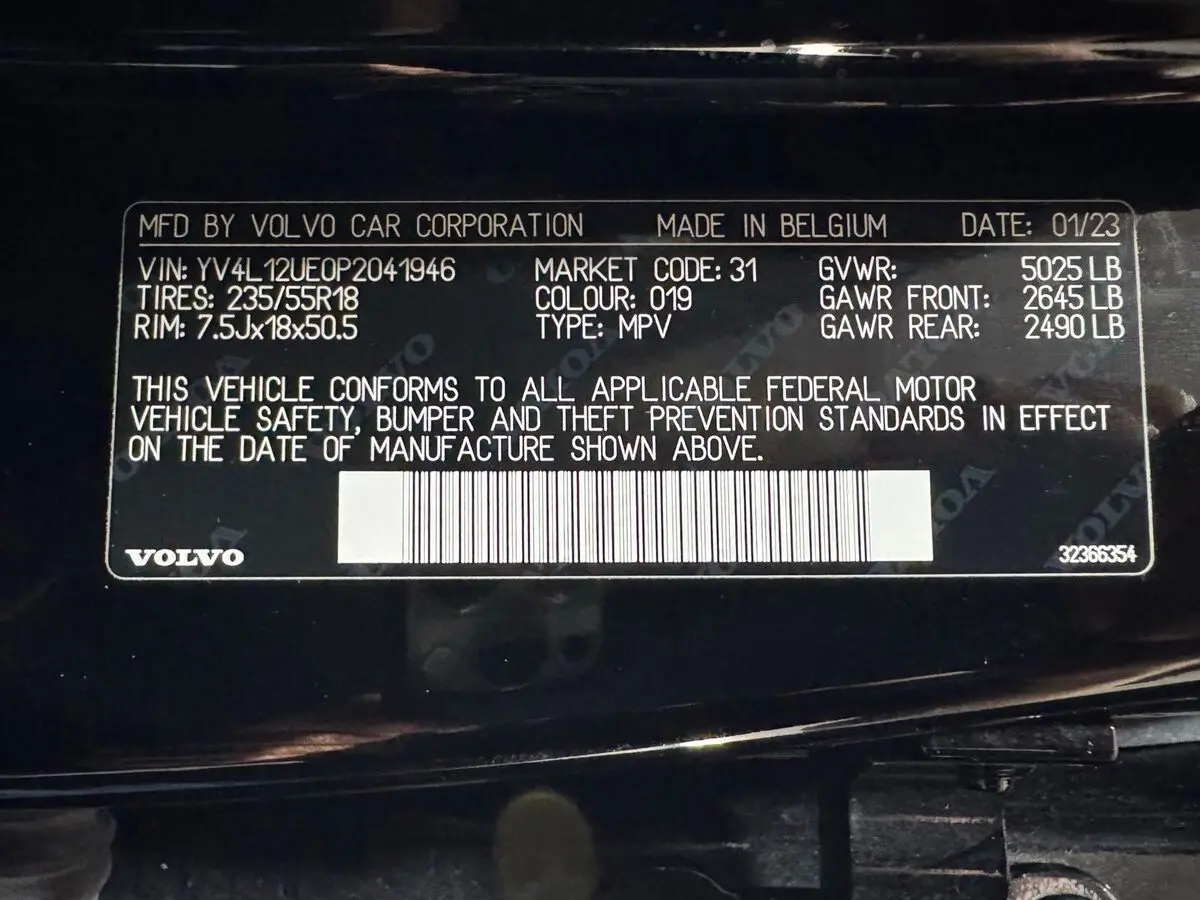 MFD BY VOLVO CAR CORPORATION MADE IN BELGIUM DATE: 01/23
VIN: YV4L12UE0P2041946 MARKET CODE: 31 GVWR: 5025 LB
TIRES: 235/55R18 COLOUR: 019 GAWR FRONT: 2645 LB
RIM: 7.5Jx18x50.5 TYPE: MPV GAWR REAR: 2490 LB
THIS VEHICLE CONFORMS TO ALL APPLICABLE FEDERAL MOTOR
VEHICLE SAFETY, BUMPER AND THEFT PREVENTION STANDARDS IN EFFECT
ON THE DATE OF MANUFACTURE SHOWN ABOVE.
VOLVO 32366354